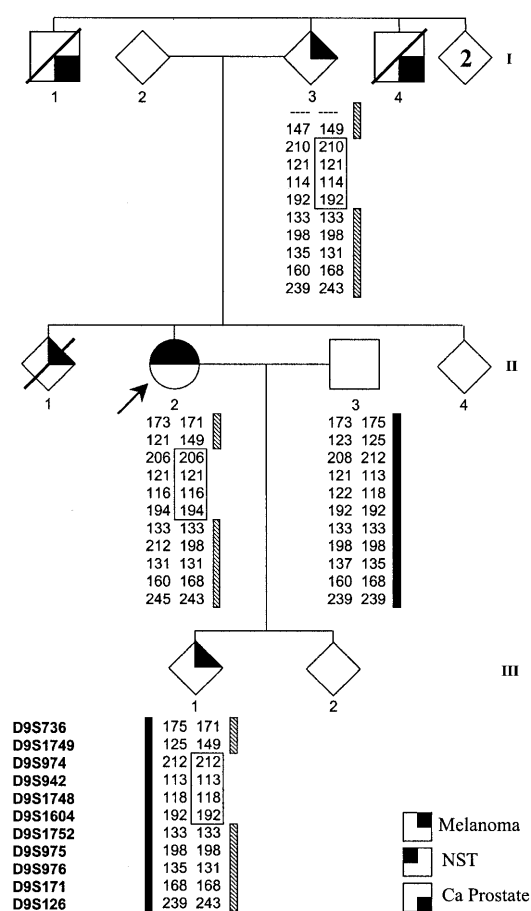 2
I
1
2
3
4
---- ----
147 149
210 210
121 121
114 114
192 192
133 133
198 198
135 131
160 168
239 243
II
1
2
3
4
173 171
121 149
206 206
121 121
116 116
194 194
133 133
212 198
131 131
160 168
245 243
173 175
123 125
208 212
121 113
122 118
192 192
133 133
198 198
137 135
160 168
239 239
III
1
2
D9S736 175 171
D9S1749 125 149
D9S974 212 212
D9S942 113 113
D9S1748 118 118
D9S1604 192 192
D9S1752 133 133
D9S975 198 198
D9S976 135 131
D9S171 168 168
D9S126 239 243
Melanoma
NST
Ca Prostate